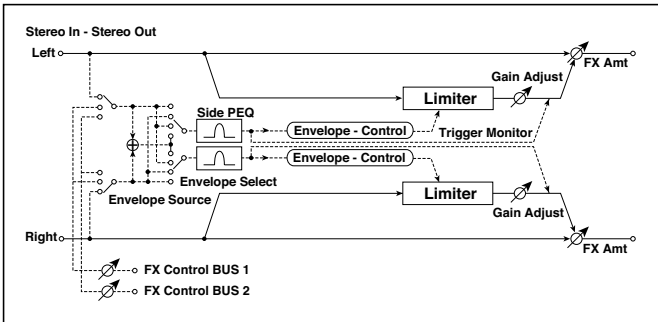 Stereo In - Stereo Out
Left
FX Amt
Gain Adjust
Limiter
Side PEQ
Envelope - Control
Trigger Monitor
Envelope - Control
Envelope Select
Envelope Source
Limiter
Gain Adjust
Right
FX Amt
FX Control BUS 1
FX Control BUS 2